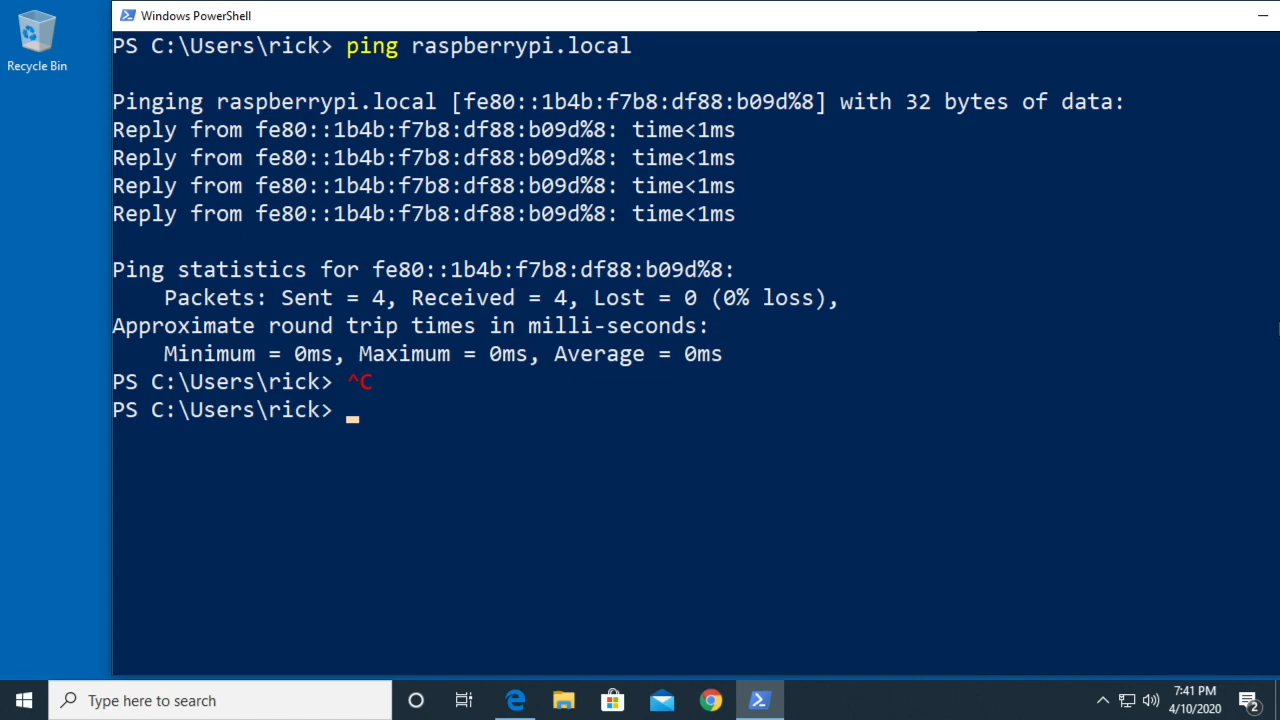 Windows PowerShell
Recycle Bin
PS C:\Users\rick> ping raspberrypi.local
Pinging raspberrypi.local [fe80::1b4b:f7b8:df88:b09d%8] with 32 bytes of data:
Reply from fe80::1b4b:f7b8:df88:b09d%8: time<1ms
Reply from fe80::1b4b:f7b8:df88:b09d%8: time<1ms
Reply from fe80::1b4b:f7b8:df88:b09d%8: time<1ms
Reply from fe80::1b4b:f7b8:df88:b09d%8: time<1ms
Ping statistics for fe80::1b4b:f7b8:df88:b09d%8:
    Packets: Sent = 4, Received = 4, Lost = 0 (0% loss),
Approximate round trip times in milli-seconds:
    Minimum = 0ms, Maximum = 0ms, Average = 0ms
PS C:\Users\rick> ^C
PS C:\Users\rick>
Type here to search
7:41 PM
4/10/2020
2